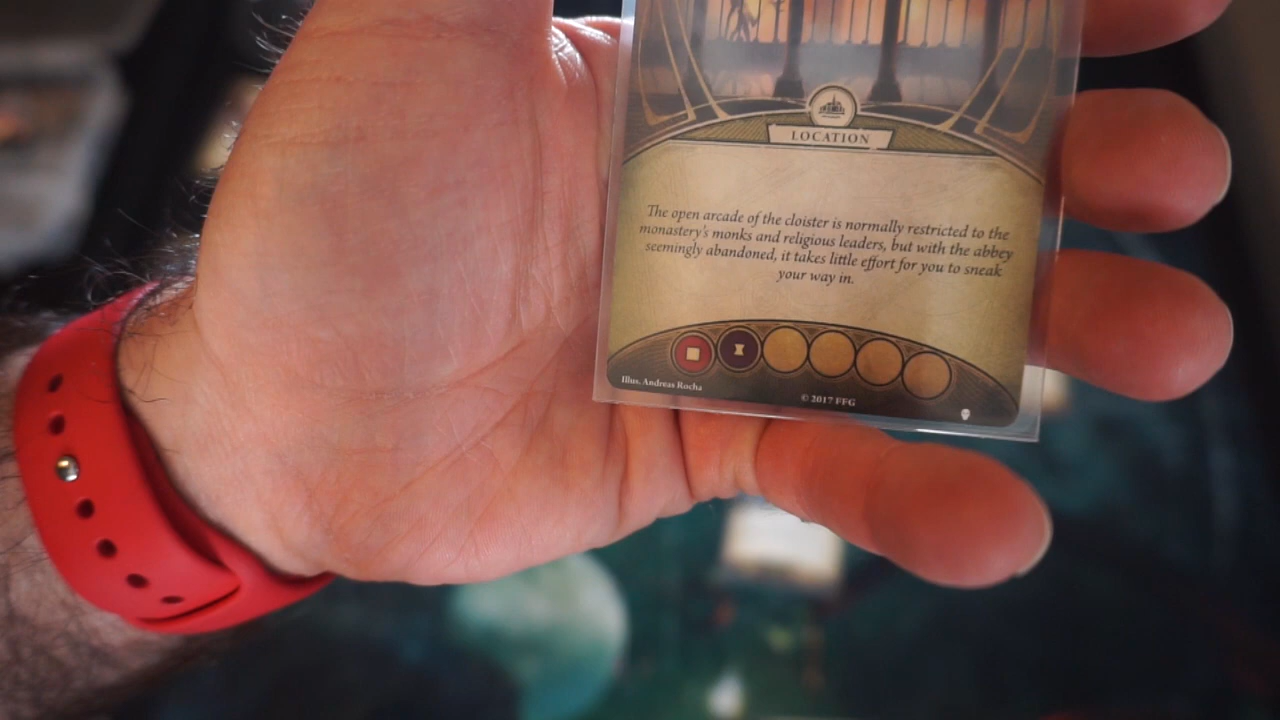 LOCATION
The open arcade of the cloister is normally restricted to the
monastery's monks and religious leaders, but with the abbey
seemingly abandoned, it takes little effort for you to sneak
your way in.
Illus. Andreas Rocha
© 2017 FFG